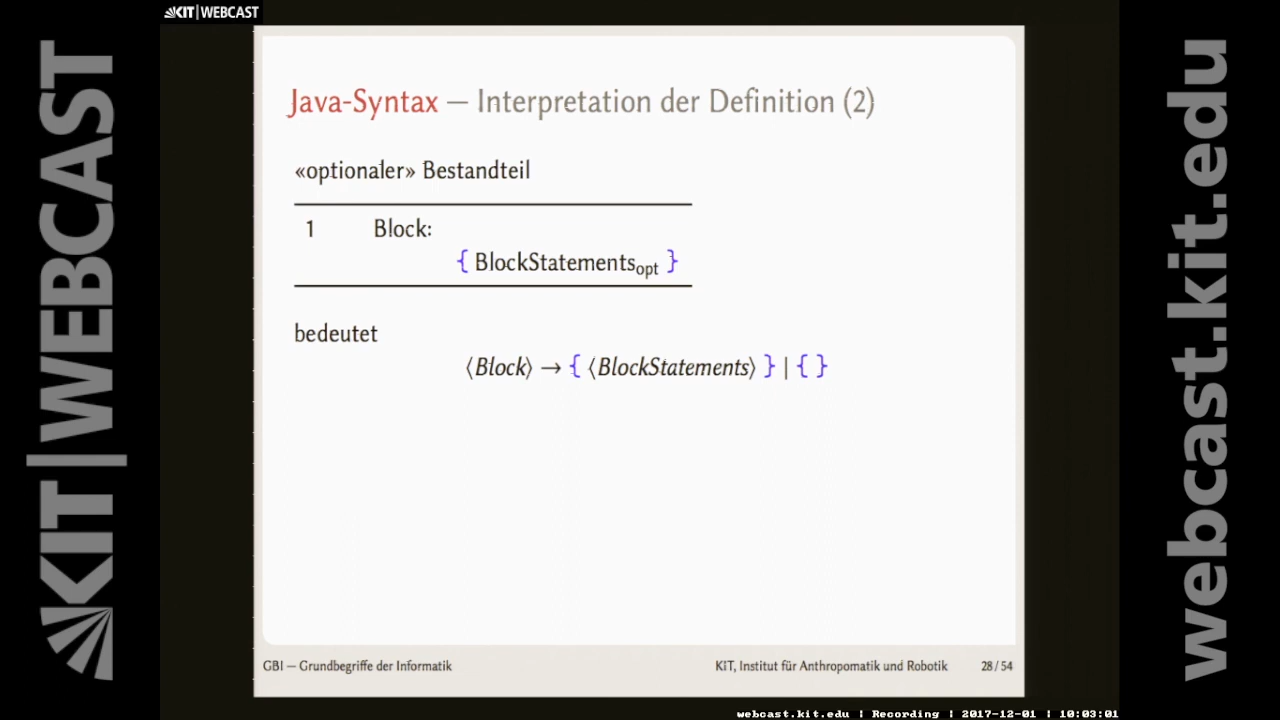 KIT|WEBCAST
KIT|WEBCAST
webcast.kit.edu
Java-Syntax — Interpretation der Definition (2)
«optionaler» Bestandteil
1 Block:
{ BlockStatementsopt }
bedeutet
⟨Block⟩ → { ⟨BlockStatements⟩ } | { }
GBI — Grundbegriffe der Informatik KIT, Institut für Anthropomatik und Robotik 28 / 54
webcast.kit.edu | Recording | 2017-12-01 | 10:03:01